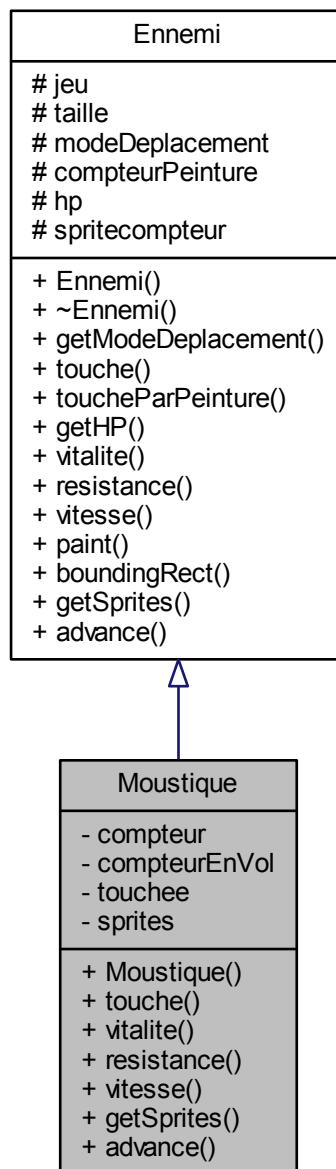 Ennemi
# jeu
# taille
# modeDeplacement
# compteurPeinture
# hp
# spritecompteur
+ Ennemi()
+ ~Ennemi()
+ getModeDeplacement()
+ touche()
+ toucheParPeinture()
+ getHP()
+ vitalite()
+ resistance()
+ vitesse()
+ paint()
+ boundingRect()
+ getSprites()
+ advance()
Moustique
- compteur
- compteurEnVol
- touchee
- sprites
+ Moustique()
+ touche()
+ vitalite()
+ resistance()
+ vitesse()
+ getSprites()
+ advance()